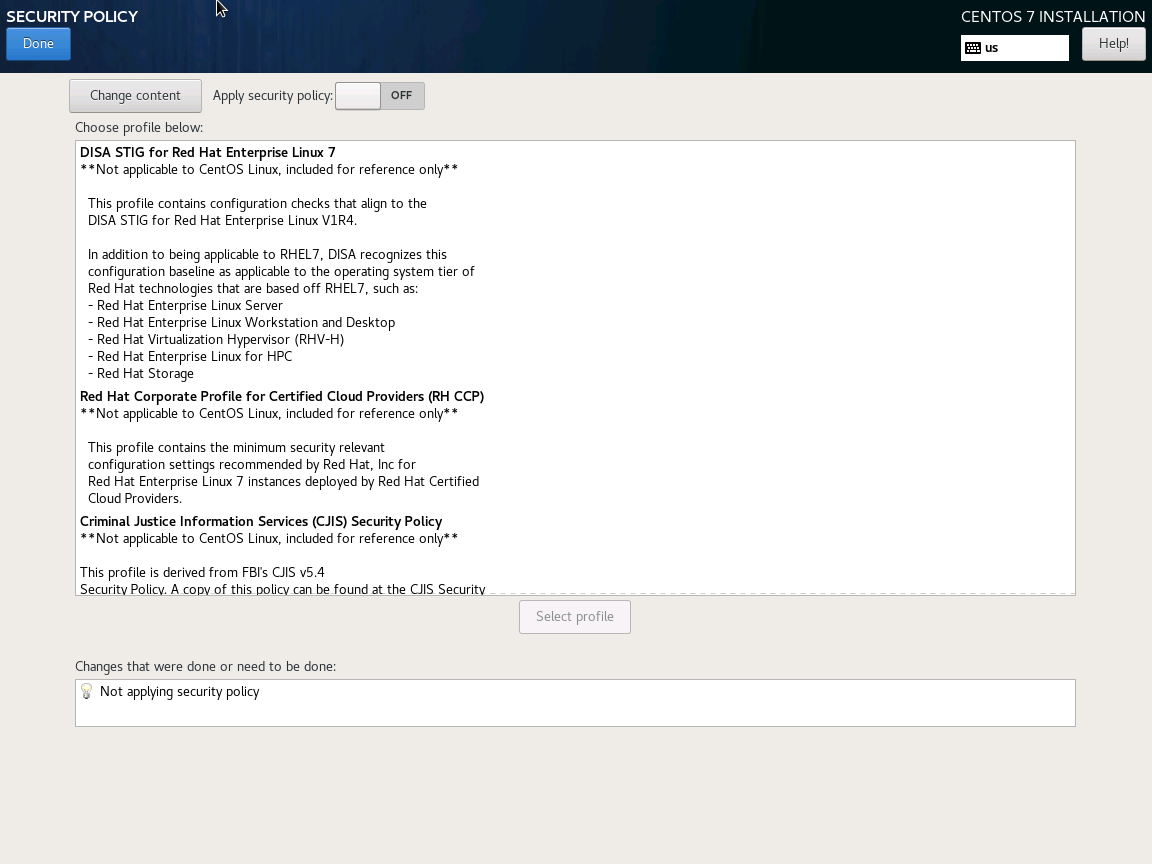 SECURITY POLICY
CENTOS 7 INSTALLATION
Done
us
Help!
Change content
Apply security policy:
OFF
Choose profile below:
DISA STIG for Red Hat Enterprise Linux 7
**Not applicable to CentOS Linux, included for reference only**
This profile contains configuration checks that align to the
DISA STIG for Red Hat Enterprise Linux V1R4.
In addition to being applicable to RHEL7, DISA recognizes this
configuration baseline as applicable to the operating system tier of
Red Hat technologies that are based off RHEL7, such as:
- Red Hat Enterprise Linux Server
- Red Hat Enterprise Linux Workstation and Desktop
- Red Hat Virtualization Hypervisor (RHV-H)
- Red Hat Enterprise Linux for HPC
- Red Hat Storage
Red Hat Corporate Profile for Certified Cloud Providers (RH CCP)
**Not applicable to CentOS Linux, included for reference only**
This profile contains the minimum security relevant
configuration settings recommended by Red Hat, Inc for
Red Hat Enterprise Linux 7 instances deployed by Red Hat Certified
Cloud Providers.
Criminal Justice Information Services (CJIS) Security Policy
**Not applicable to CentOS Linux, included for reference only**
This profile is derived from FBI's CJIS v5.4
Security Policy. A copy of this policy can be found at the CJIS Security
Select profile
Changes that were done or need to be done:
Not applying security policy